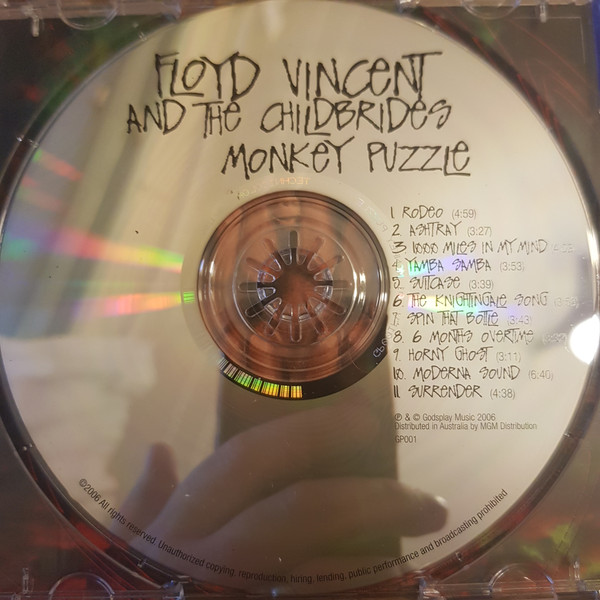 FLOYD VINCENT
AND THE CHILDBRIDES
MONKEY PUZZLE
1 RODEO (4:59)
2 ASHTRAY (3:27)
3 1000 MILES IN MY MIND
4. YAMBA SAMBA (3:53)
5. SUITCASE (3:39)
6 THE KNIGHTINGALE SONG
7. SPIN THAT BOTTLE (3:43)
8. 6 MONTHS OVERTIME
9. HORNY GHOST (3:11)
10. MODERNA SOUND (6:40)
11 SURRENDER (4:38)
℗ & © Godsplay Music 2006
Distributed in Australia by MGM Distribution
GP001
©2006 All rights reserved. Unauthorized copying, reproduction, hiring, lending, public performance and broadcasting prohibited